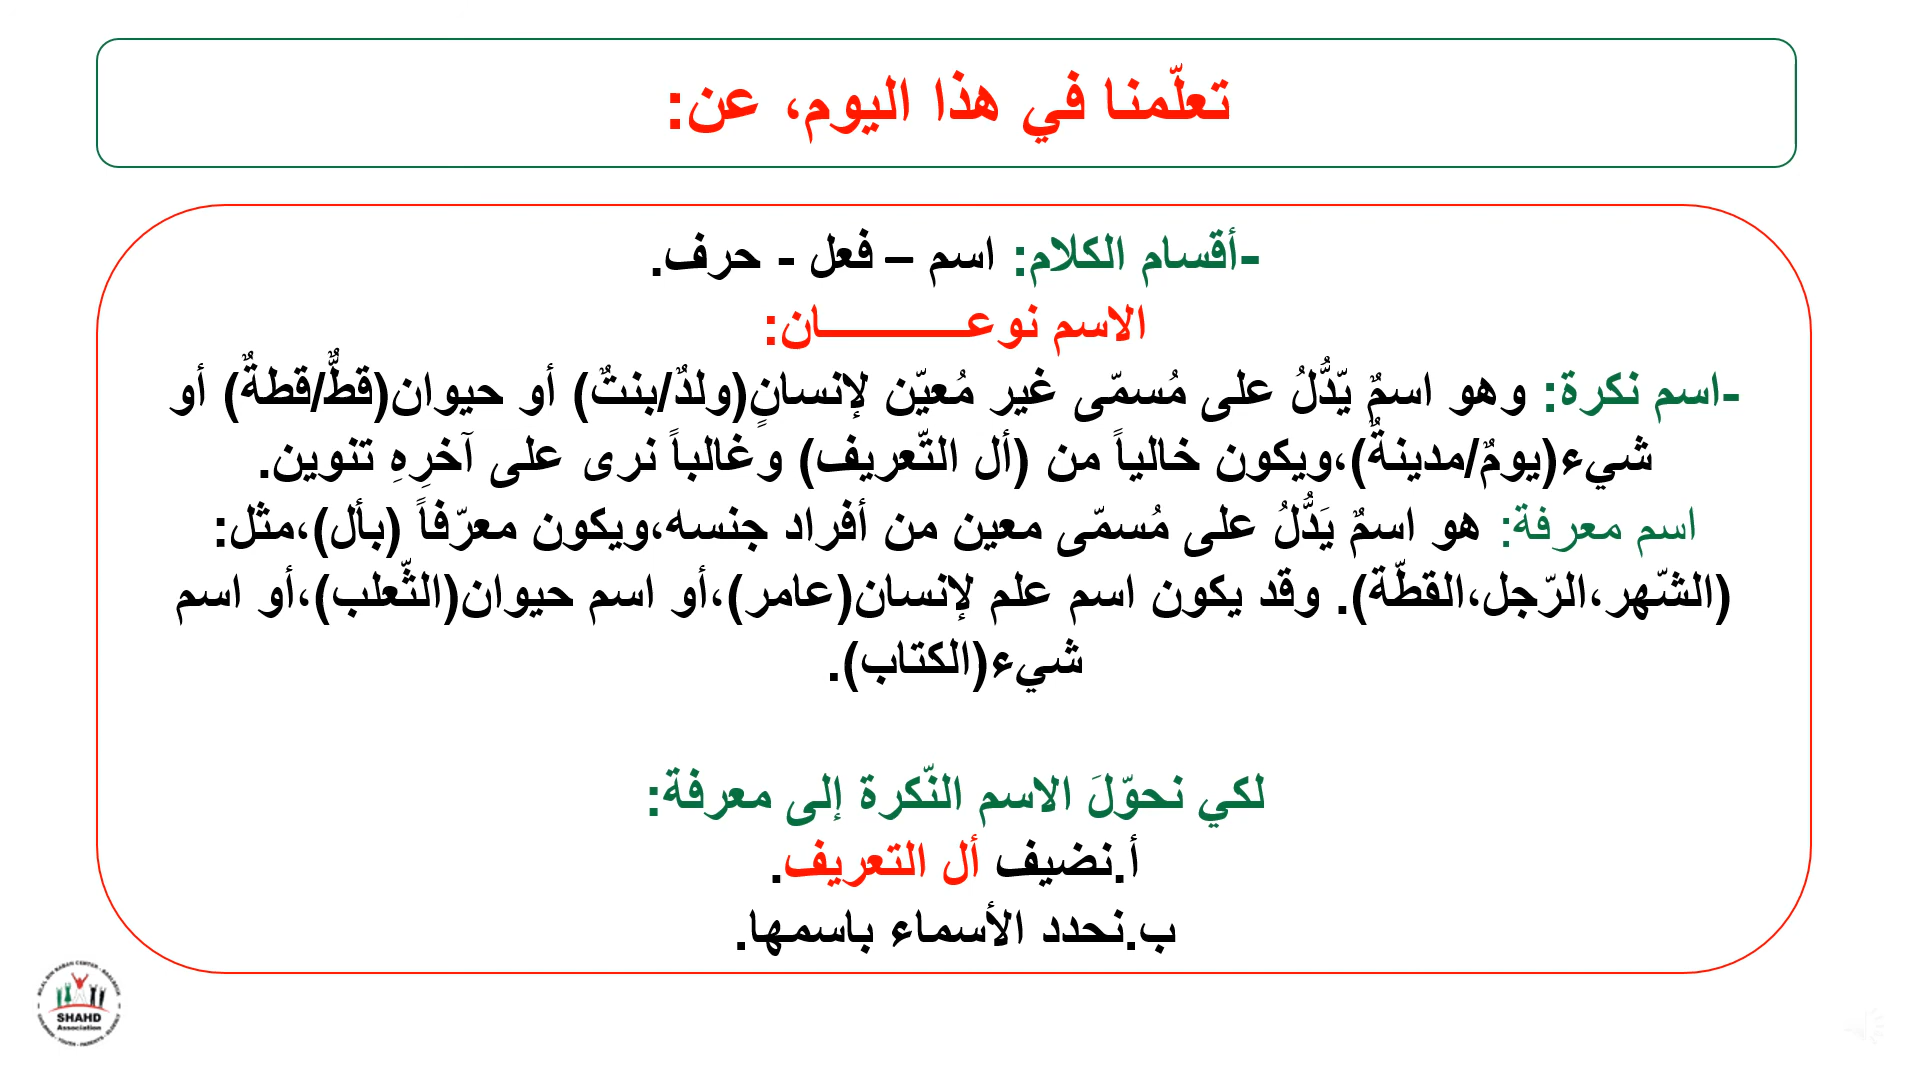 تعلّمنا في هذا اليوم، عن:
-أقسام الكلام: اسم – فعل - حرف.
الاسم نوعـــــــــــان:
-اسم نكرة: وهو اسمٌ يّدُّلُ على مُسمّى غير مُعيّن لإنسانٍ(ولدٌ/بنتٌ) أو حيوان(قطٌّ/قطةٌ) أو
شيء(يومٌ/مدينةٌ)،ويكون خالياً من (أل التّعريف) وغالباً نرى على آخرِهِ تنوين.
اسم معرفة: هو اسمٌ يَدُّلُ على مُسمّى معين من أفراد جنسه،ويكون معرّفاً (بأل)،مثل:
(الشّهر،الرّجل،القطّة). وقد يكون اسم علم لإنسان(عامر)،أو اسم حيوان(الثّعلب)،أو اسم
شيء(الكتاب).
لكي نحوّلَ الاسم النّكرة إلى معرفة:
أ.نضيف أل التعريف.
ب.نحدد الأسماء باسمها.
SHAHD
Association